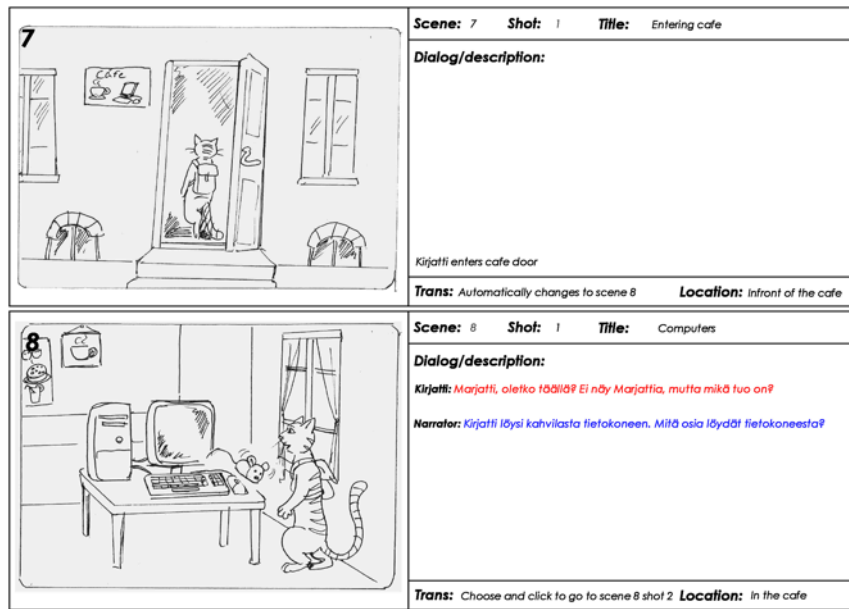 7
Cafe
Scene: 7 Shot: 1 Title: Entering cafe
Dialog/description:
Kirjatti enters cafe door
Trans: Automatically changes to scene 8 Location: Infront of the cafe
8
Scene: 8 Shot: 1 Title: Computers
Dialog/description:
Kirjatti: Marjatti, oletko täällä? Ei näy Marjattia, mutta mikä tuo on?
Narrator: Kirjatti löysi kahvilasta tietokoneen. Mitä osia löydät tietokoneesta?
Trans: Choose and click to go to scene 8 shot 2 Location: In the cafe